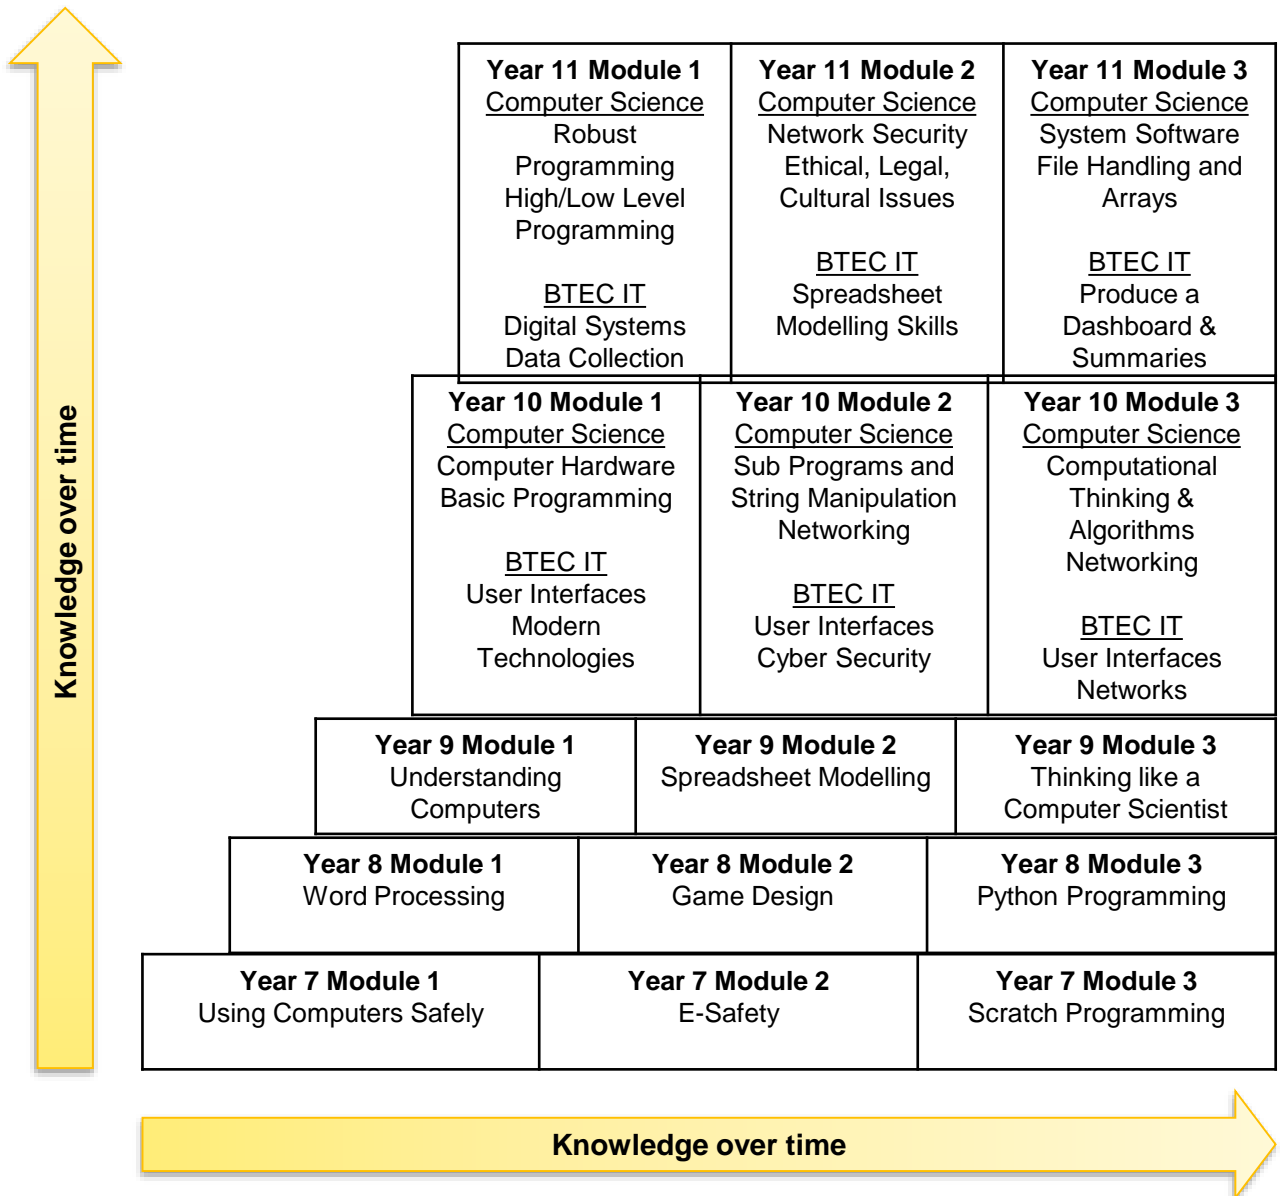 Knowledge over time
Year 11 Module 1
Computer Science
Robust
Programming
High/Low Level
Programming
BTEC IT
Digital Systems
Data Collection
Year 11 Module 2
Computer Science
Network Security
Ethical, Legal,
Cultural Issues
BTEC IT
Spreadsheet
Modelling Skills
Year 11 Module 3
Computer Science
System Software
File Handling and
Arrays
BTEC IT
Produce a
Dashboard &
Summaries
Year 10 Module 1
Computer Science
Computer Hardware
Basic Programming
BTEC IT
User Interfaces
Modern
Technologies
Year 10 Module 2
Computer Science
Sub Programs and
String Manipulation
Networking
BTEC IT
User Interfaces
Cyber Security
Year 10 Module 3
Computer Science
Computational
Thinking &
Algorithms
Networking
BTEC IT
User Interfaces
Networks
Year 9 Module 1
Understanding
Computers
Year 9 Module 2
Spreadsheet Modelling
Year 9 Module 3
Thinking like a
Computer Scientist
Year 8 Module 1
Word Processing
Year 8 Module 2
Game Design
Year 8 Module 3
Python Programming
Year 7 Module 1
Using Computers Safely
Year 7 Module 2
E-Safety
Year 7 Module 3
Scratch Programming
Knowledge over time